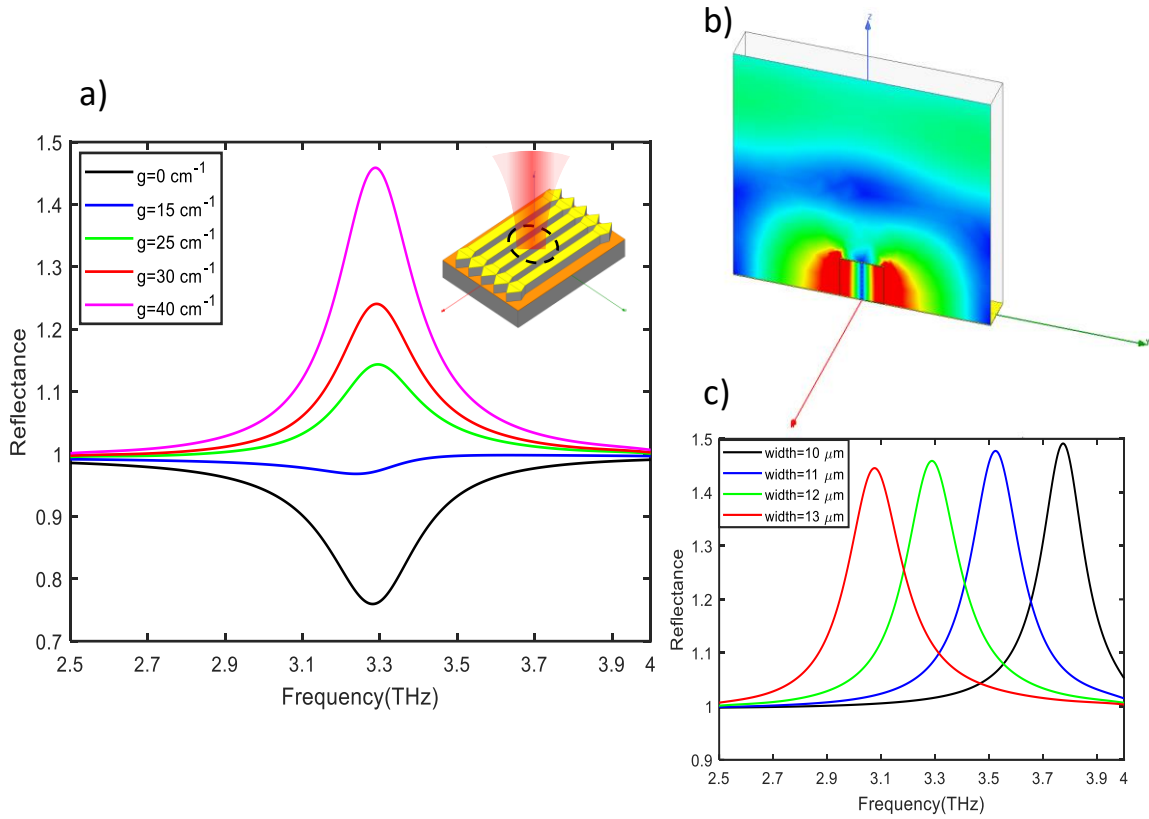 a)
1.5
1.4
1.3
1.2
1.1
1
0.9
0.8
0.7
Reflectance
g=0 cm⁻¹
g=15 cm⁻¹
g=25 cm⁻¹
g=30 cm⁻¹
g=40 cm⁻¹
2.5 2.7 2.9 3.1 3.3 3.5 3.7 3.9 4
Frequency(THz)
b)
z
c)
1.5
1.4
1.3
1.2
1.1
1
0.9
Reflectance
width=10 μm
width=11 μm
width=12 μm
width=13 μm
2.5 2.7 2.9 3.1 3.3 3.5 3.7 3.9 4
Frequency(THz)